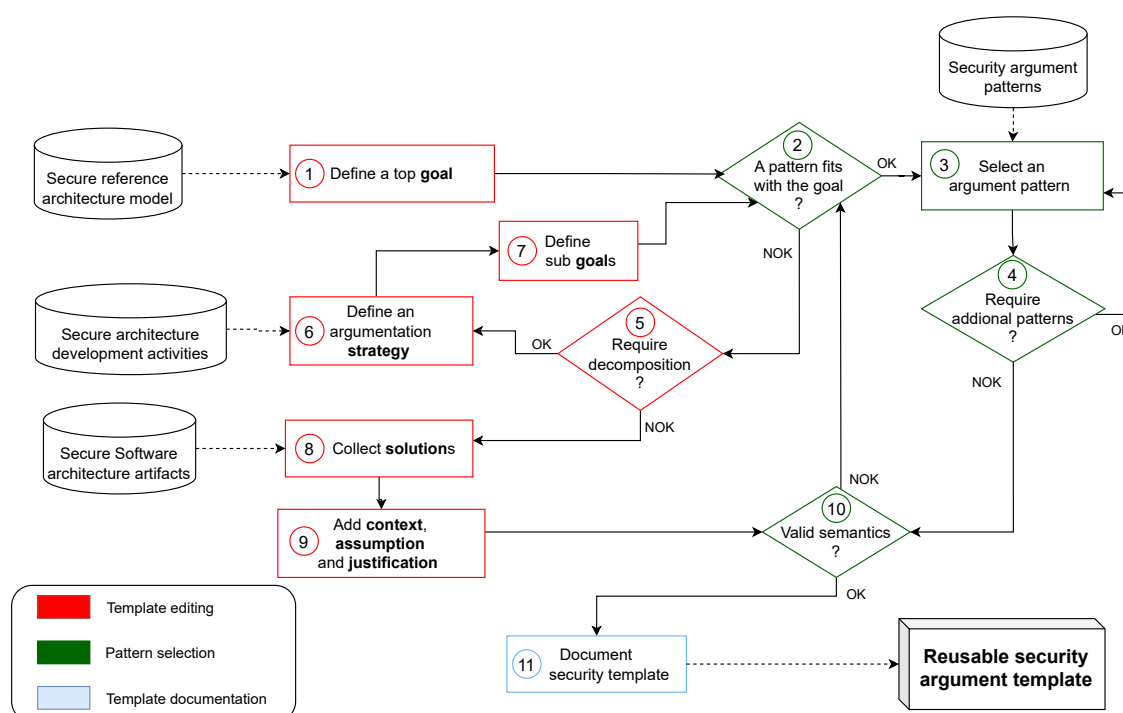 Security argument
patterns
Secure reference
architecture model
1
Define a top goal
2
A pattern fits
with the goal
?
OK
3
Select an
argument pattern
7
Define
sub goals
NOK
4
Require
addional patterns
?
Secure architecture
development activities
6
Define an
argumentation
strategy
OK
5
Require
decomposition
?
NOK
NOK
Secure Software
architecture artifacts
8
Collect solutions
NOK
9
Add context,
assumption
and justification
10
Valid semantics
?
OK
Template editing
Pattern selection
Template documentation
11
Document
security template
Reusable security
argument template